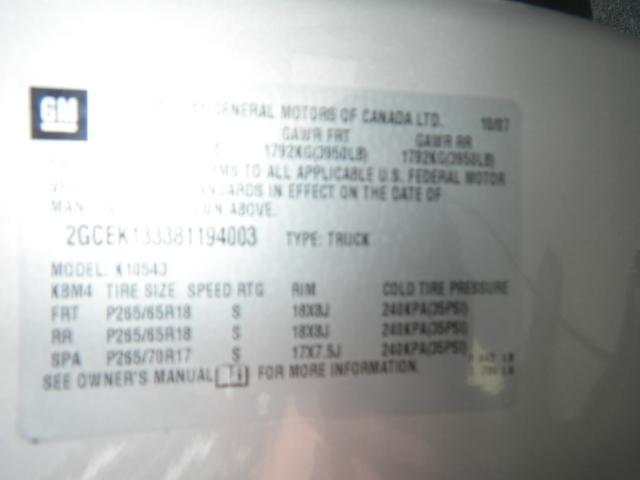 GM
GENERAL MOTORS OF CANADA LTD. 10/07
GAWR FRT GAWR RR
1792KG(3950LB) 1792KG(3950LB)
TO ALL APPLICABLE U.S. FEDERAL MOTOR
IN EFFECT ON THE DATE OF
ABOVE.
2GCEK133381194003 TYPE: TRUCK
MODEL: K10543
KBM4 TIRE SIZE SPEED RTG RIM COLD TIRE PRESSURE
FRT P265/65R18 S 18X8J 240KPA(35PSI)
RR P265/65R18 S 18X8J 240KPA(35PSI)
SPA P265/70R17 S 17X7.5J 240KPA(35PSI)
SEE OWNER'S MANUAL FOR MORE INFORMATION.